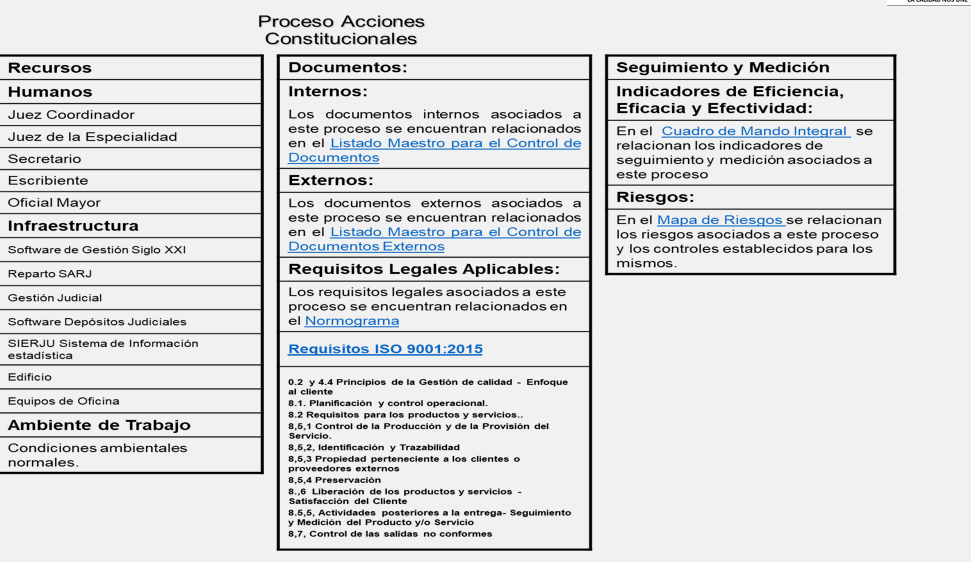 LA CALIDAD NOS UNE
Proceso Acciones
Constitucionales
Recursos
Humanos
Juez Coordinador
Juez de la Especialidad
Secretario
Escribiente
Oficial Mayor
Infraestructura
Software de Gestión Siglo XXI
Reparto SARJ
Gestión Judicial
Software Depósitos Judiciales
SIERJU Sistema de Información
estadística
Edificio
Equipos de Oficina
Ambiente de Trabajo
Condiciones ambientales
normales.
Documentos:
Internos:
Los documentos internos asociados a
este proceso se encuentran relacionados
en el Listado Maestro para el Control de
Documentos
Externos:
Los documentos externos asociados a
este proceso se encuentran relacionados
en el Listado Maestro para el Control de
Documentos Externos
Requisitos Legales Aplicables:
Los requisitos legales asociados a este
proceso se encuentran relacionados en
el Normograma
Requisitos ISO 9001:2015
0.2 y 4.4 Principios de la Gestión de calidad - Enfoque
al cliente
8.1. Planificación y control operacional.
8.2 Requisitos para los productos y servicios..
8,5,1 Control de la Producción y de la Provisión del
Servicio.
8,5,2, Identificación y Trazabilidad
8,5,3 Propiedad perteneciente a los clientes o
proveedores externos
8,5,4 Preservación
8.,6 Liberación de los productos y servicios -
Satisfacción del Cliente
8.5,5, Actividades posteriores a la entrega- Seguimiento
y Medición del Producto y/o Servicio
8,7, Control de las salidas no conformes
Seguimiento y Medición
Indicadores de Eficiencia,
Eficacia y Efectividad:
En el Cuadro de Mando Integral se
relacionan los indicadores de
seguimiento y medición asociados a
este proceso
Riesgos:
En el Mapa de Riesgos se relacionan
los riesgos asociados a este proceso
y los controles establecidos para los
mismos.